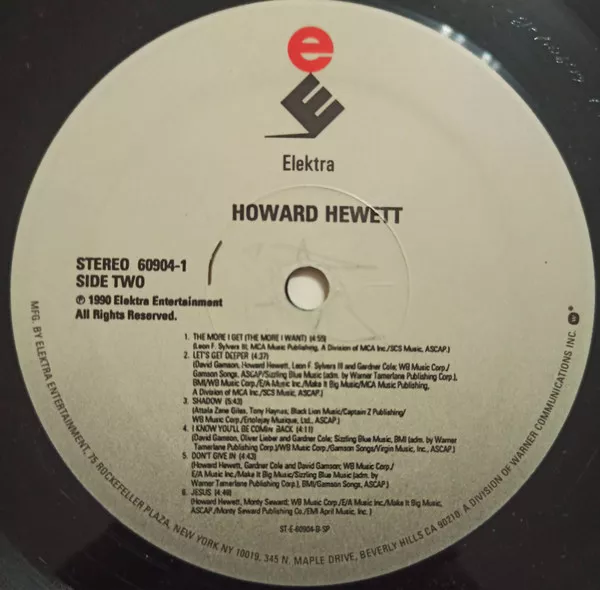 e
E
Elektra
HOWARD HEWETT
STEREO 60904-1
SIDE TWO
℗ 1990 Elektra Entertainment
All Rights Reserved.
1. THE MORE I GET (THE MORE I WANT) (4:55)
(Leon F. Sylvers III, MCA Music Publishing, A Division of MCA Inc./SCS Music, ASCAP.)
2. LET'S GET DEEPER (4:37)
(David Gamson, Howard Hewett, Leon F. Sylvers III and Gardner Cole; WB Music Corp./
Gamson Songs, ASCAP/Sizzling Blue Music (adm. by Warner Tamerlane Publishing Corp.),
BMI/WB Music Corp./E/A Music Inc./Make It Big Music/MCA Publishing,
A Division of MCA Inc./SCS Music, ASCAP.)
3. SHADOW (5:43)
(Attala Zane Giles, Tony Haynes; Black Lion Music/Captain Z Publishing/
WB Music Corp./Ertolejay Musique, Ltd., ASCAP.)
4. I KNOW YOU'LL BE COMIN' BACK (4:11)
(David Gamson, Oliver Lieber and Gardner Cole; Sizzling Blue Music, BMI (adm. by Warner
Tamerlane Publishing Corp.)/WB Music Corp./Gamson Songs/Virgin Music, Inc., ASCAP.)
5. DON'T GIVE IN (4:43)
(Howard Hewett, Gardner Cole and David Gamson; WB Music Corp./
E/A Music Inc./Make It Big Music/Sizzling Blue Music (adm. by
Warner Tamerlane Publishing Corp.), BMI/Gamson Songs, ASCAP.)
6. JESUS (4:48)
(Howard Hewett, Monty Seward; WB Music Corp./E/A Music Inc./Make It Big Music,
ASCAP/Monty Seward Publishing Co./EMI April Music, Inc. )
ST-E-60904-B-SP
MFG. BY ELEKTRA ENTERTAINMENT, 75 ROCKEFELLER PLAZA, NEW YORK NY 10019, 345 N. MAPLE DRIVE, BEVERLY HILLS CA 90210. A DIVISION OF WARNER COMMUNICATIONS INC.